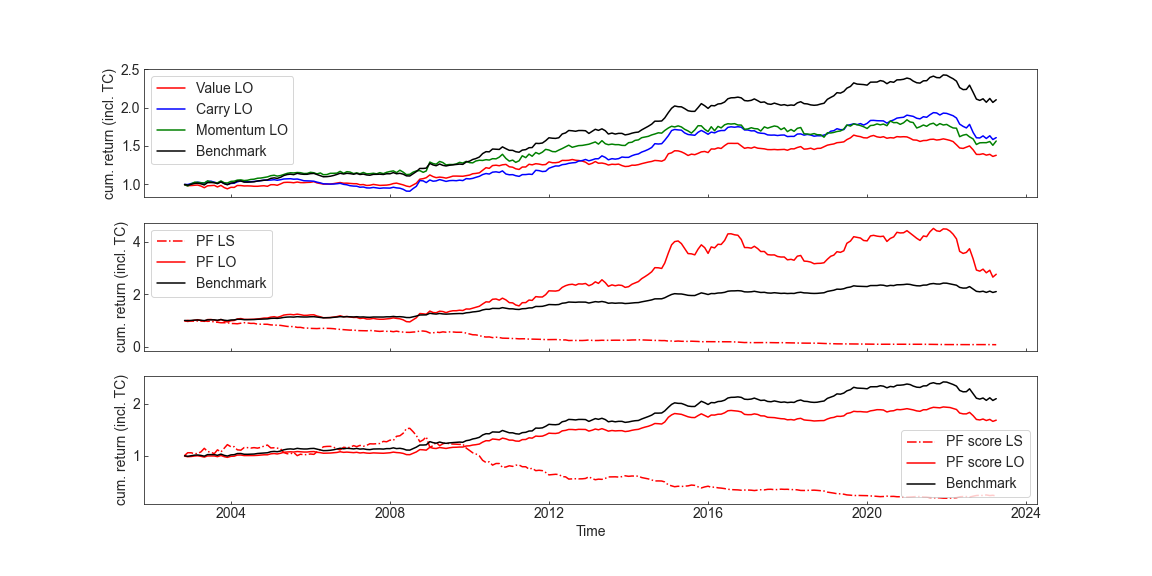 cum. return (incl. TC)
2.5
2.0
1.5
1.0
Value LO
Carry LO
Momentum LO
Benchmark
cum. return (incl. TC)
4
2
0
PF LS
PF LO
Benchmark
cum. return (incl. TC)
2
1
PF score LS
PF score LO
Benchmark
2004 2008 2012 2016 2020 2024
Time